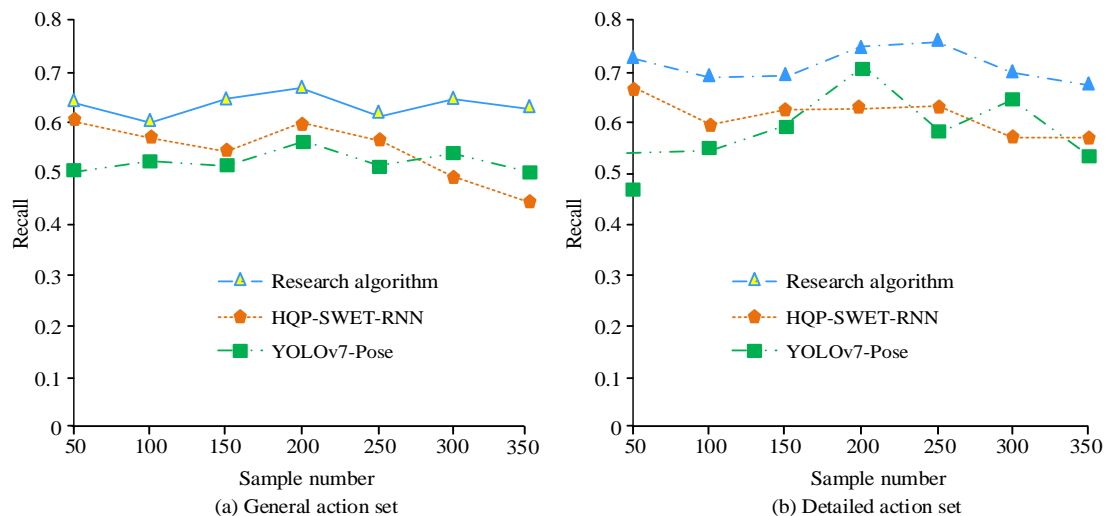 0.8
0.7
0.6
0.5
0.4
0.3
0.2
0.1
0
Recall
50 100 150 200 250 300 350
Sample number
(a) General action set
Research algorithm
HQP-SWET-RNN
YOLOv7-Pose
0.8
0.7
0.6
0.5
0.4
0.3
0.2
0.1
0
Recall
50 100 150 200 250 300 350
Sample number
(b) Detailed action set
Research algorithm
HQP-SWET-RNN
YOLOv7-Pose